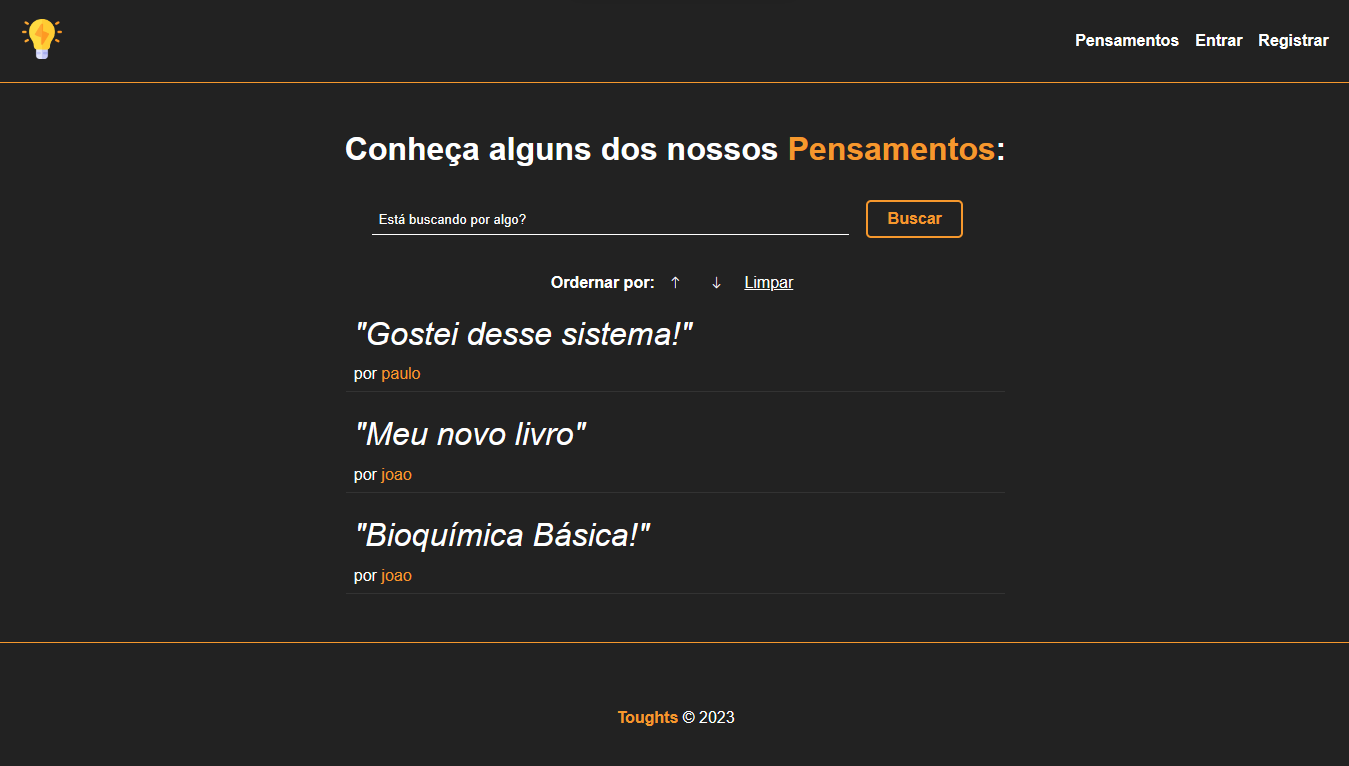 Pensamentos Entrar Registrar
Conheça alguns dos nossos Pensamentos:
Está buscando por algo? Buscar
Ordernar por: ↑ ↓ Limpar
"Gostei desse sistema!"
por paulo
"Meu novo livro"
por joao
"Bioquímica Básica!"
por joao
Toughts © 2023